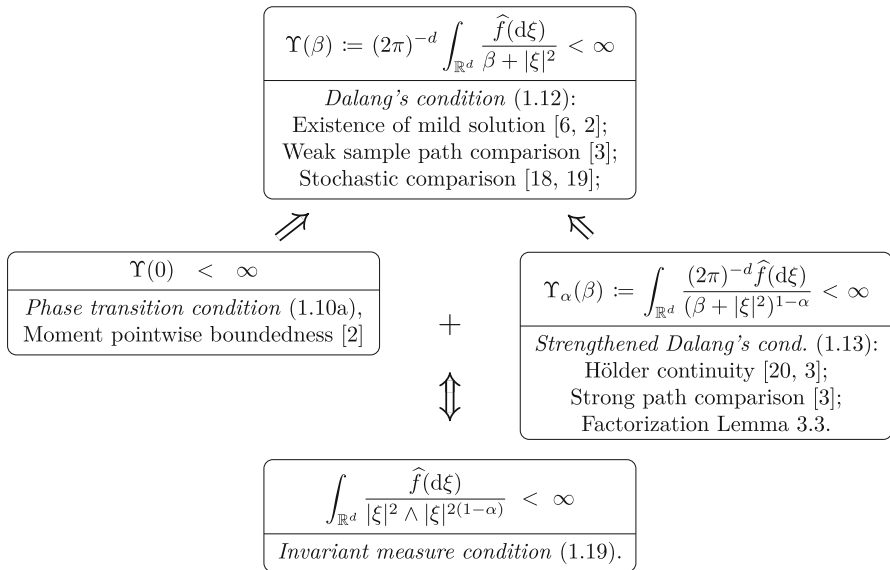 Υ(β) := (2π)^{-d} ∫_{ℝ^d} \widehat{f}(dξ) / (β + |ξ|²) < ∞
Dalang's condition (1.12):
Existence of mild solution [6, 2];
Weak sample path comparison [3];
Stochastic comparison [18, 19];
Υ(0) < ∞
Phase transition condition (1.10a),
Moment pointwise boundedness [2]
+
Υ_α(β) := ∫_{ℝ^d} (2π)^{-d} \widehat{f}(dξ) / (β + |ξ|²)^{1-α} < ∞
Strengthened Dalang's cond. (1.13):
Hölder continuity [20, 3];
Strong path comparison [3];
Factorization Lemma 3.3.
∫_{ℝ^d} \widehat{f}(dξ) / (|ξ|² ∧ |ξ|^{2(1-α)}) < ∞
Invariant measure condition (1.19).